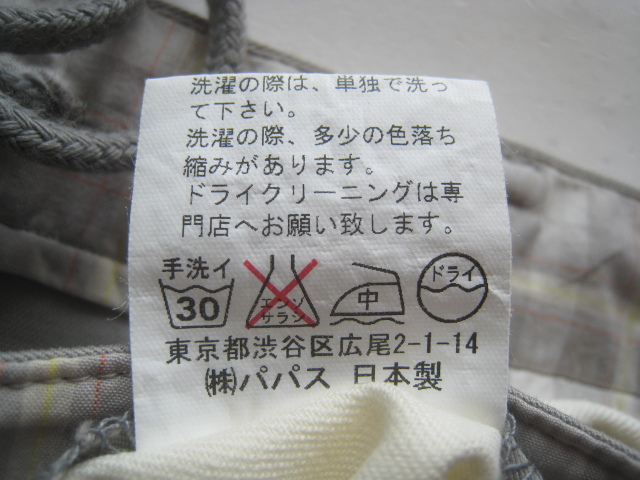 洗濯の際は、単独で洗っ
て下さい。
洗濯の際、多少の色落ち
縮みがあります。
ドライクリーニングは専
門店へお願い致します。
手洗イ
30
エンソ
サラシ
中
ドライ
東京都渋谷区広尾2-1-14
㈱パパス 日本製